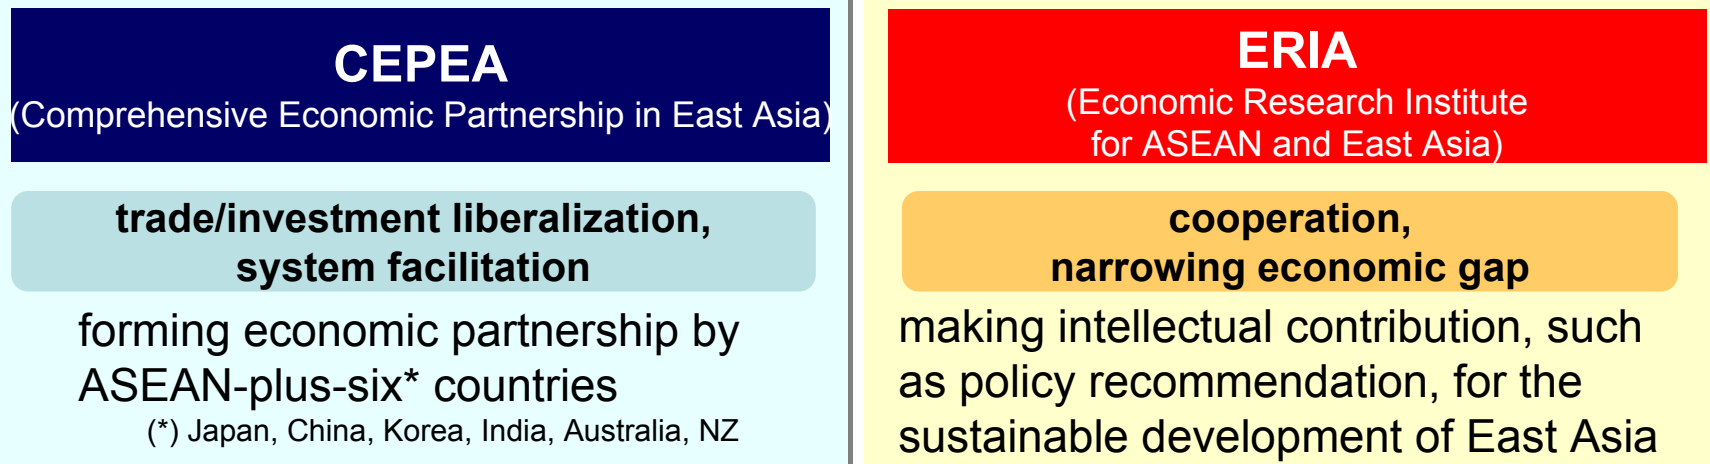 CEPEA
(Comprehensive Economic Partnership in East Asia)
trade/investment liberalization,
system facilitation
forming economic partnership by
ASEAN-plus-six* countries
(*) Japan, China, Korea, India, Australia, NZ
ERIA
(Economic Research Institute
for ASEAN and East Asia)
cooperation,
narrowing economic gap
making intellectual contribution, such
as policy recommendation, for the
sustainable development of East Asia